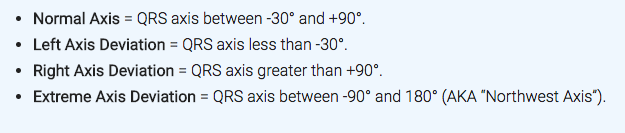 • Normal Axis = QRS axis between -30° and +90°.
• Left Axis Deviation = QRS axis less than -30°.
• Right Axis Deviation = QRS axis greater than +90°.
• Extreme Axis Deviation = QRS axis between -90° and 180° (AKA “Northwest Axis“).